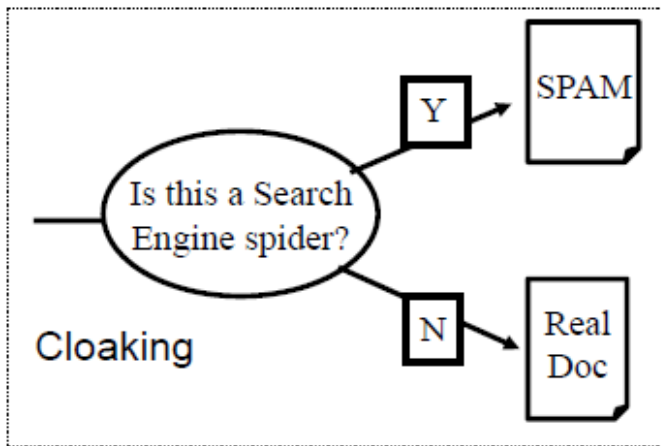 SPAM
Y
Is this a Search
Engine spider?
N
Real
Doc
Cloaking